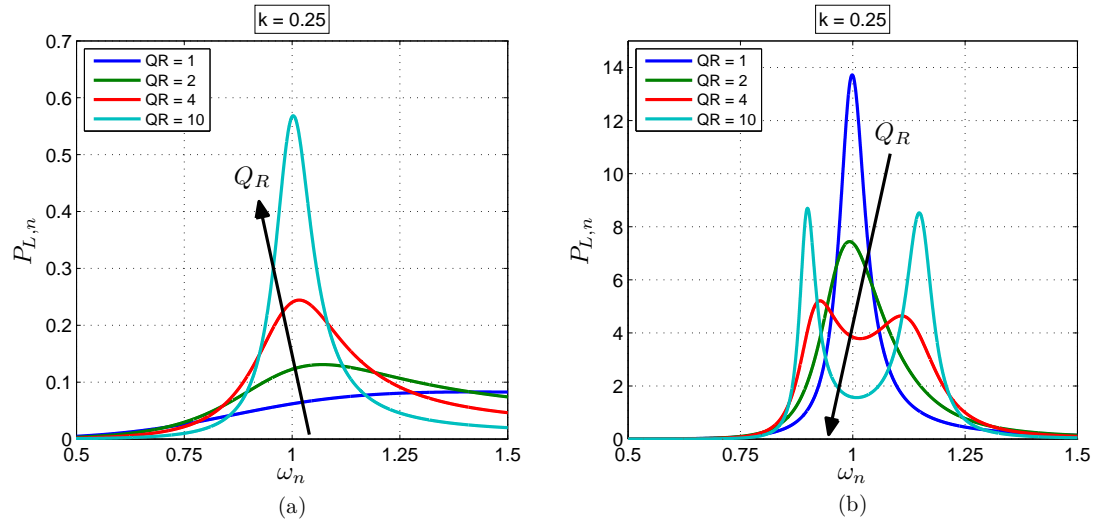 k = 0.25
0.7
0.6
0.5
0.4
0.3
0.2
0.1
0
0.5
0.75
1
1.25
1.5
P_{L,n}
ω_n
QR = 1
QR = 2
QR = 4
QR = 10
Q_R
(a)
k = 0.25
14
12
10
8
6
4
2
0
0.5
0.75
1
1.25
1.5
P_{L,n}
ω_n
QR = 1
QR = 2
QR = 4
QR = 10
Q_R
(b)